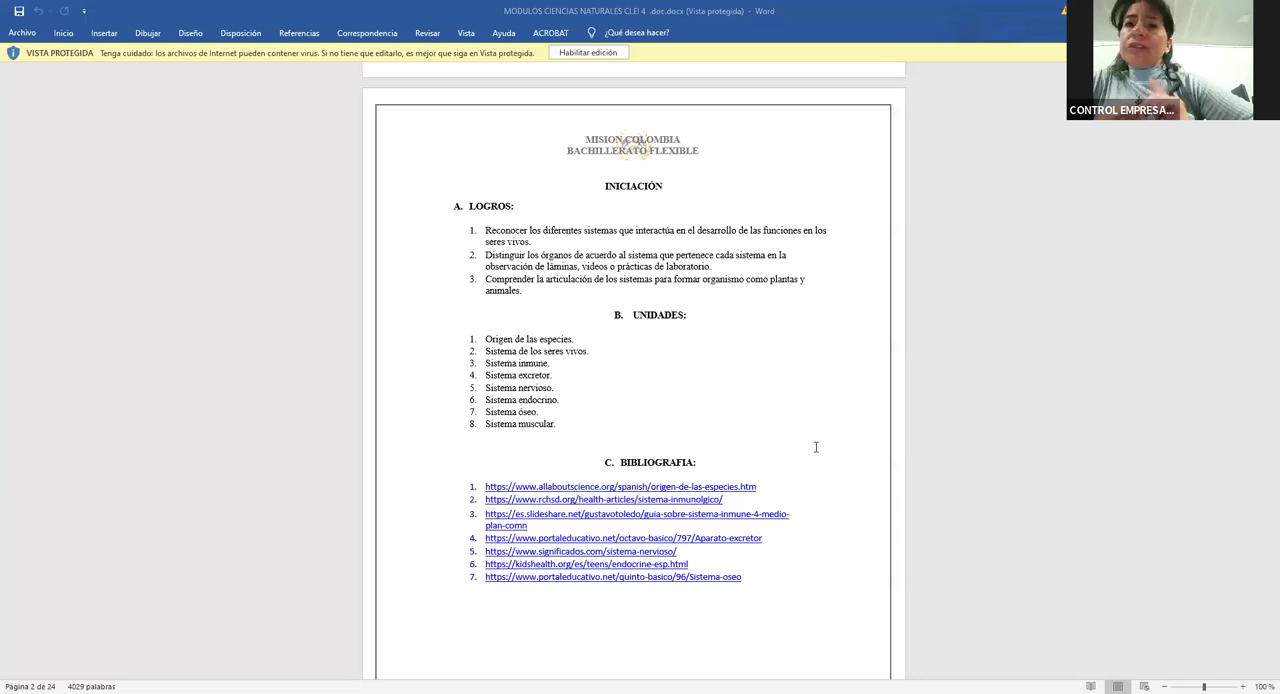 MODULOS CIENCIAS NATURALES CLEI 4 .doc.docx (Vista protegida) - Word
Archivo Inicio Insertar Dibujar Diseño Disposición Referencias Correspondencia Revisar Vista Ayuda ACROBAT ¿Qué desea hacer?
VISTA PROTEGIDA Tenga cuidado: los archivos de Internet pueden contener virus. Si no tiene que editarlo, es mejor que siga en Vista protegida. Habilitar edición
CONTROL EMPRESA...
MISION COLOMBIA
BACHILLERATO FLEXIBLE
INICIACIÓN
A. LOGROS:
1. Reconocer los diferentes sistemas que interactúa en el desarrollo de las funciones en los
seres vivos.
2. Distinguir los órganos de acuerdo al sistema que pertenece cada sistema en la
observación de láminas, videos o prácticas de laboratorio.
3. Comprender la articulación de los sistemas para formar organismo como plantas y
animales.
B. UNIDADES:
1. Origen de las especies.
2. Sistema de los seres vivos.
3. Sistema inmune.
4. Sistema excretor.
5. Sistema nervioso.
6. Sistema endocrino.
7. Sistema óseo.
8. Sistema muscular.
C. BIBLIOGRAFIA:
1. https://www.allaboutscience.org/spanish/origen-de-las-especies.htm
2. https://www.rchsd.org/health-articles/sistema-inmunolgico/
3. https://es.slideshare.net/gustavotoledo/guia-sobre-sistema-inmune-4-medio-
plan-comn
4. https://www.portaleducativo.net/octavo-basico/797/Aparato-excretor
5. https://www.significados.com/sistema-nervioso/
6. https://kidshealth.org/es/teens/endocrine-esp.html
7. https://www.portaleducativo.net/quinto-basico/96/Sistema-oseo
Página 2 de 24 4029 palabras 100 %